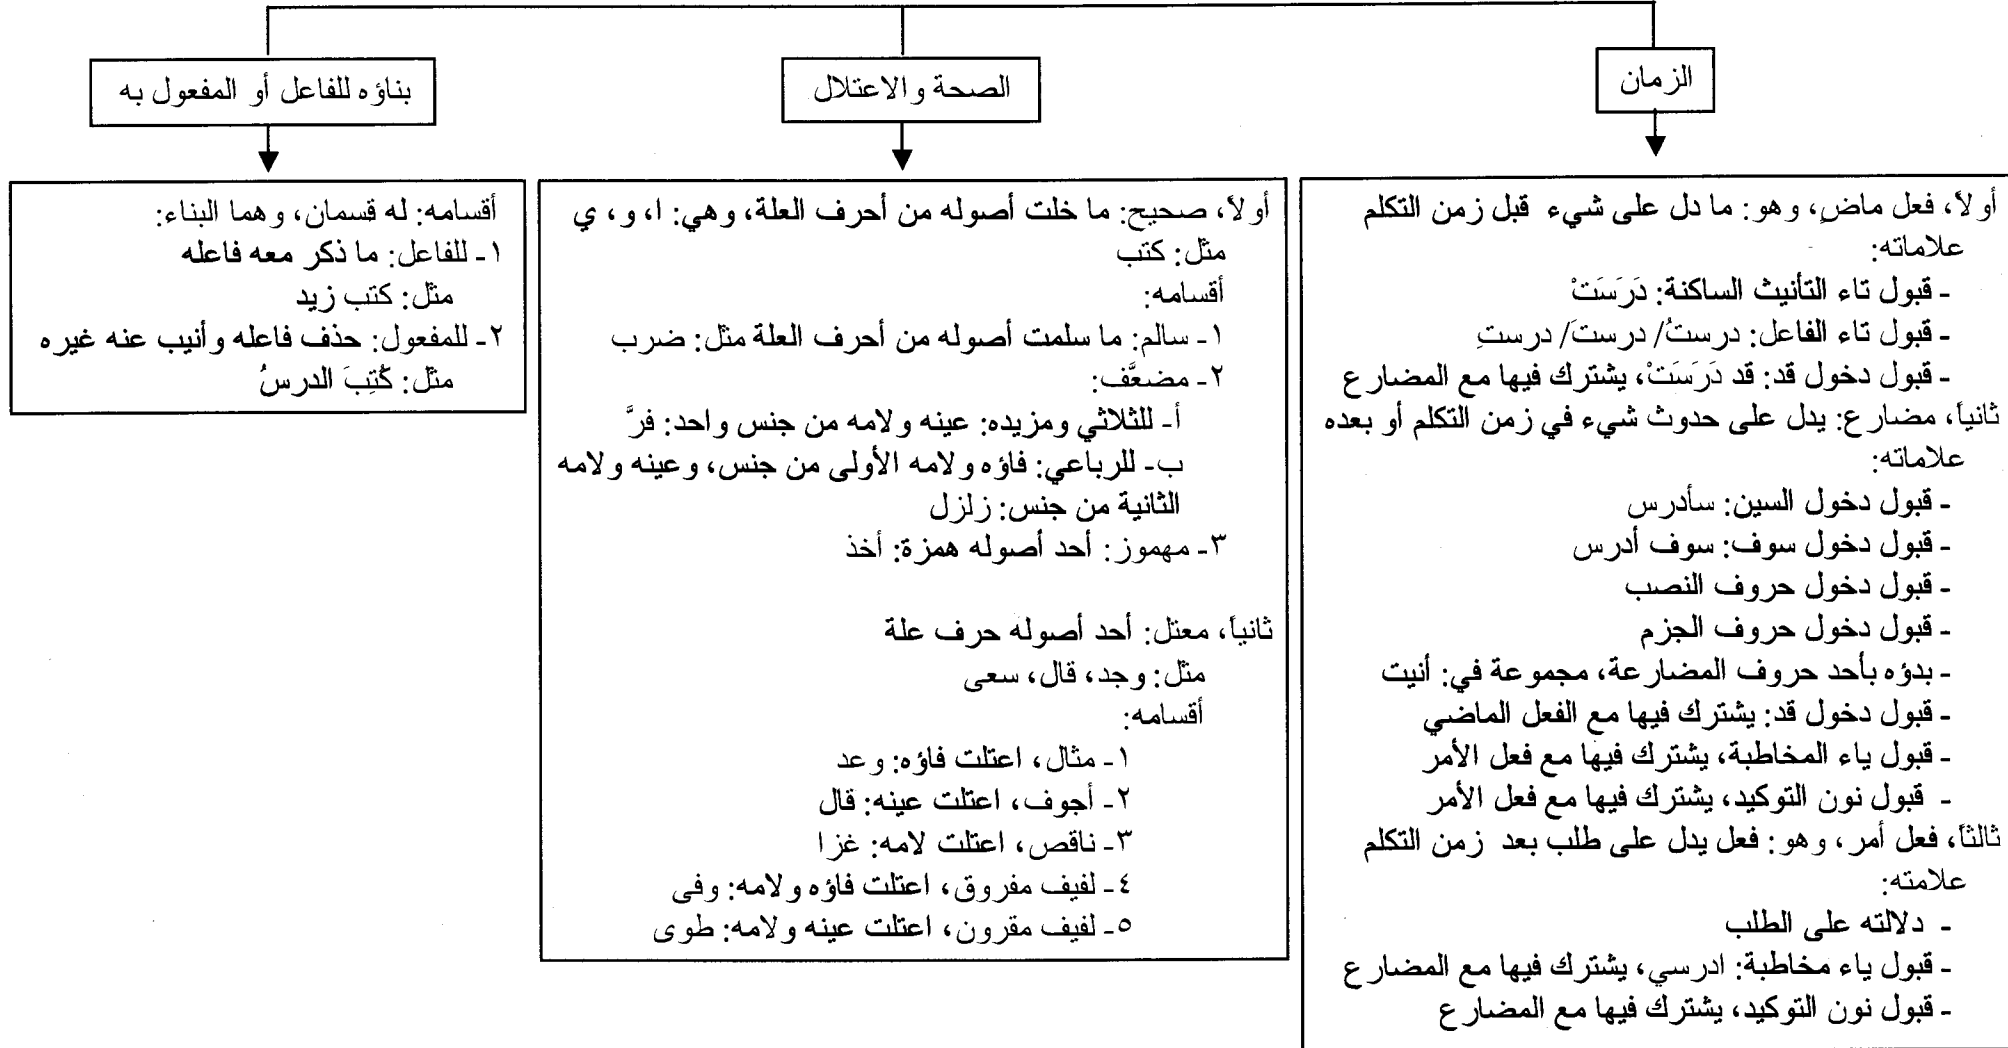 الزمان
أولاً، فعل ماضٍ، وهو: ما دل على شيء قبل زمن التكلم
علاماته:
- قبول تاء التأنيث الساكنة: دَرَسَتْ
- قبول تاء الفاعل: درستُ/ درستَ/ درستِ
- قبول دخول قد: قد دَرَسَتْ، يشترك فيها مع المضارع
ثانياً، مضارع: يدل على حدوث شيء في زمن التكلم أو بعده
علاماته:
- قبول دخول السين: سأدرس
- قبول دخول سوف: سوف أدرس
- قبول دخول حروف النصب
- قبول دخول حروف الجزم
- بدؤه بأحد حروف المضارعة، مجموعة في: أنيت
- قبول دخول قد: يشترك فيها مع الفعل الماضي
- قبول ياء المخاطبة، يشترك فيها مع فعل الأمر
- قبول نون التوكيد، يشترك فيها مع فعل الأمر
ثالثاً، فعل أمر، وهو: فعل يدل على طلب بعد زمن التكلم
علامته:
- دلالته على الطلب
- قبول ياء مخاطبة: ادرسي، يشترك فيها مع المضارع
- قبول نون التوكيد، يشترك فيها مع المضارع
الصحة والاعتلال
أولاً، صحيح: ما خلت أصوله من أحرف العلة، وهي: ا، و، ي
مثل: كتب
أقسامه:
١- سالم: ما سلمت أصوله من أحرف العلة مثل: ضرب
٢- مضعَّف:
أ- للثلاثي ومزيده: عينه ولامه من جنس واحد: فرَّ
ب- للرباعي: فاؤه ولامه الأولى من جنس، وعينه ولامه
الثانية من جنس: زلزل
٣- مهموز: أحد أصوله همزة: أخذ
ثانياً، معتل: أحد أصوله حرف علة
مثل: وجد، قال، سعى
أقسامه:
١- مثال، اعتلت فاؤه: وعد
٢- أجوف، اعتلت عينه: قال
٣- ناقص، اعتلت لامه: غزا
٤- لفيف مفروق، اعتلت فاؤه ولامه: وفى
٥- لفيف مقرون، اعتلت عينه ولامه: طوى
بناؤه للفاعل أو المفعول به
أقسامه: له قسمان، وهما البناء:
١- للفاعل: ما ذكر معه فاعله
مثل: كتب زيد
٢- للمفعول: حذف فاعله وأنيب عنه غيره
مثل: كُتِبَ الدرسُ